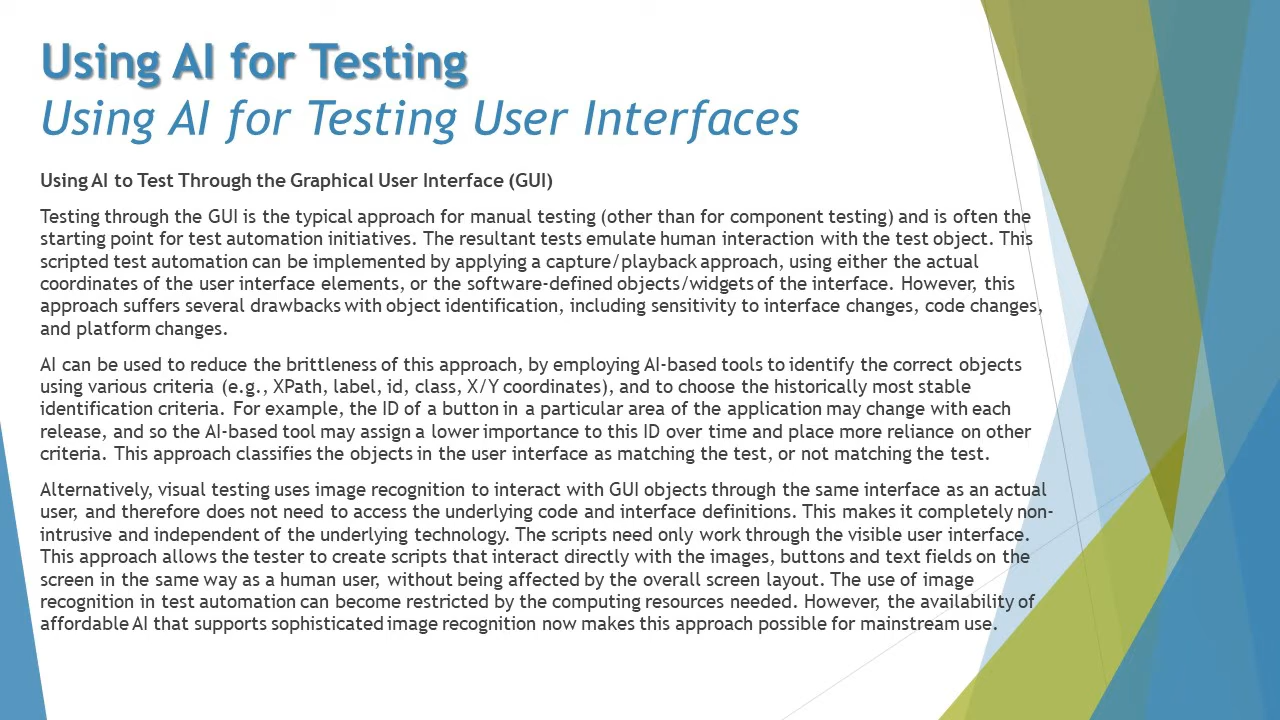 Using AI for Testing
Using AI for Testing User Interfaces
Using AI to Test Through the Graphical User Interface (GUI)
Testing through the GUI is the typical approach for manual testing (other than for component testing) and is often the
starting point for test automation initiatives. The resultant tests emulate human interaction with the test object. This
scripted test automation can be implemented by applying a capture/playback approach, using either the actual
coordinates of the user interface elements, or the software-defined objects/widgets of the interface. However, this
approach suffers several drawbacks with object identification, including sensitivity to interface changes, code changes,
and platform changes.
AI can be used to reduce the brittleness of this approach, by employing AI-based tools to identify the correct objects
using various criteria (e.g., XPath, label, id, class, X/Y coordinates), and to choose the historically most stable
identification criteria. For example, the ID of a button in a particular area of the application may change with each
release, and so the AI-based tool may assign a lower importance to this ID over time and place more reliance on other
criteria. This approach classifies the objects in the user interface as matching the test, or not matching the test.
Alternatively, visual testing uses image recognition to interact with GUI objects through the same interface as an actual
user, and therefore does not need to access the underlying code and interface definitions. This makes it completely non-
intrusive and independent of the underlying technology. The scripts need only work through the visible user interface.
This approach allows the tester to create scripts that interact directly with the images, buttons and text fields on the
screen in the same way as a human user, without being affected by the overall screen layout. The use of image
recognition in test automation can become restricted by the computing resources needed. However, the availability of
affordable AI that supports sophisticated image recognition now makes this approach possible for mainstream use.